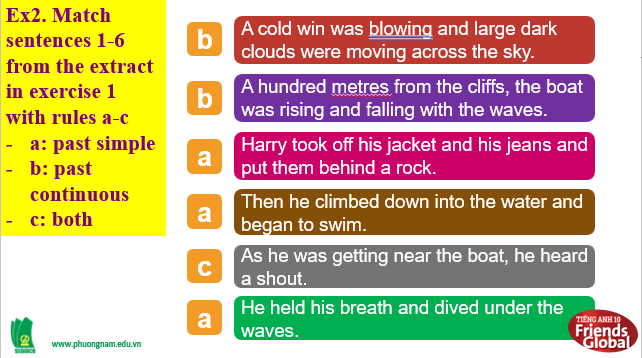 Ex2. Match
sentences 1-6
from the extract
in exercise 1
with rules a-c
- a: past simple
- b: past
continuous
- c: both
b
A cold win was blowing and large dark
clouds were moving across the sky.
b
A hundred metres from the cliffs, the boat
was rising and falling with the waves.
a
Harry took off his jacket and his jeans and
put them behind a rock.
a
Then he climbed down into the water and
began to swim.
c
As he was getting near the boat, he heard
a shout.
a
He held his breath and dived under the
waves.
www.phuongnam.edu.vn
TIẾNG ANH 10
Friends
Global